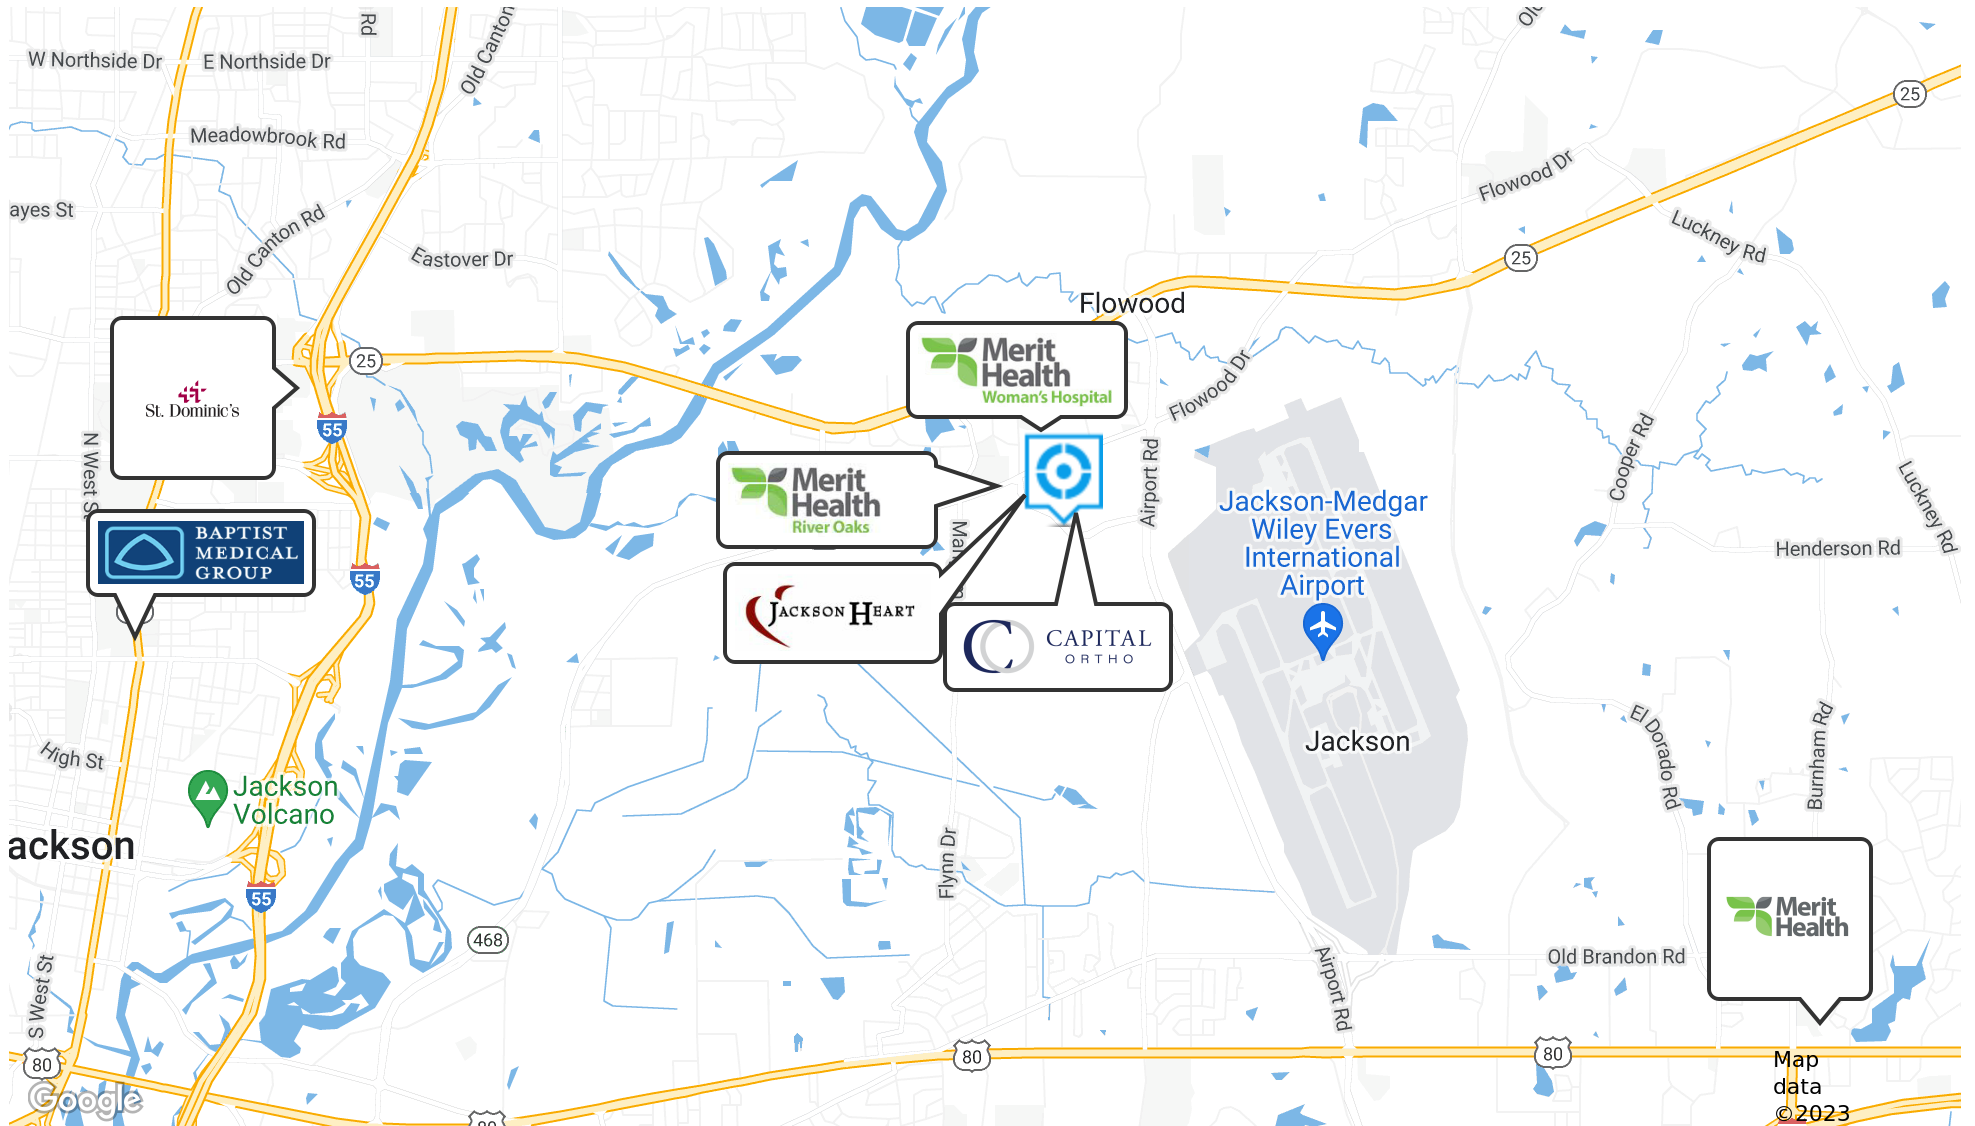 Rd
Old Canton
Old
W Northside Dr
E Northside Dr
25
Meadowbrook Rd
Flowood Dr
ayes St
Old Canton Rd
Eastover Dr
Luckney Rd
25
Flowood
25
Merit
Health
Woman's Hospital
St. Dominic's
Flowood Dr
55
N West St
Cooper Rd
Airport Rd
Merit
Health
River Oaks
Luckney Rd
Jackson-Medgar
Wiley Evers
International
Airport
BAPTIST
MEDICAL
GROUP
Henderson Rd
55
JACKSON HEART
CAPITAL
ORTHO
El Dorado Rd
Burnham Rd
Jackson
High St
Jackson
Volcano
ackson
Flynn Dr
55
Merit
Health
468
Old Brandon Rd
Airport Rd
S West St
80
80
80
Map
data
©2023
Google